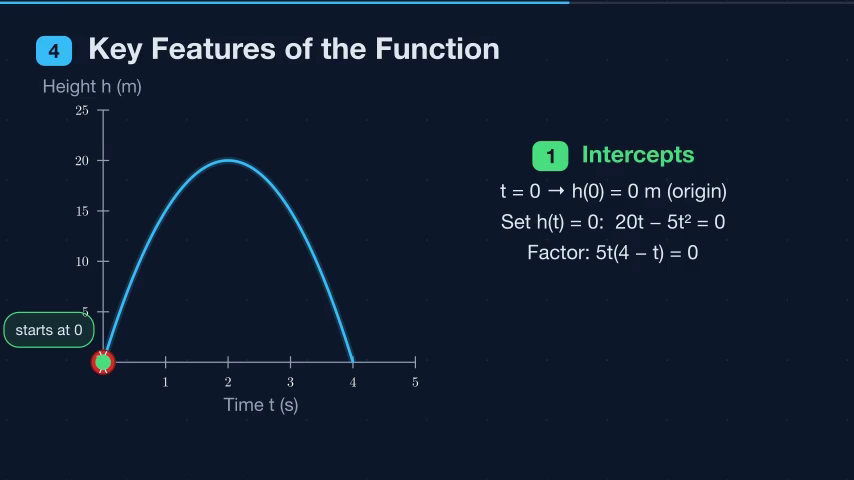 4 Key Features of the Function
Height h (m)
25
20
15
10
5
starts at 0
1 2 3 4 5
Time t (s)
1 Intercepts
t = 0 → h(0) = 0 m (origin)
Set h(t) = 0: 20t − 5t² = 0
Factor: 5t(4 − t) = 0